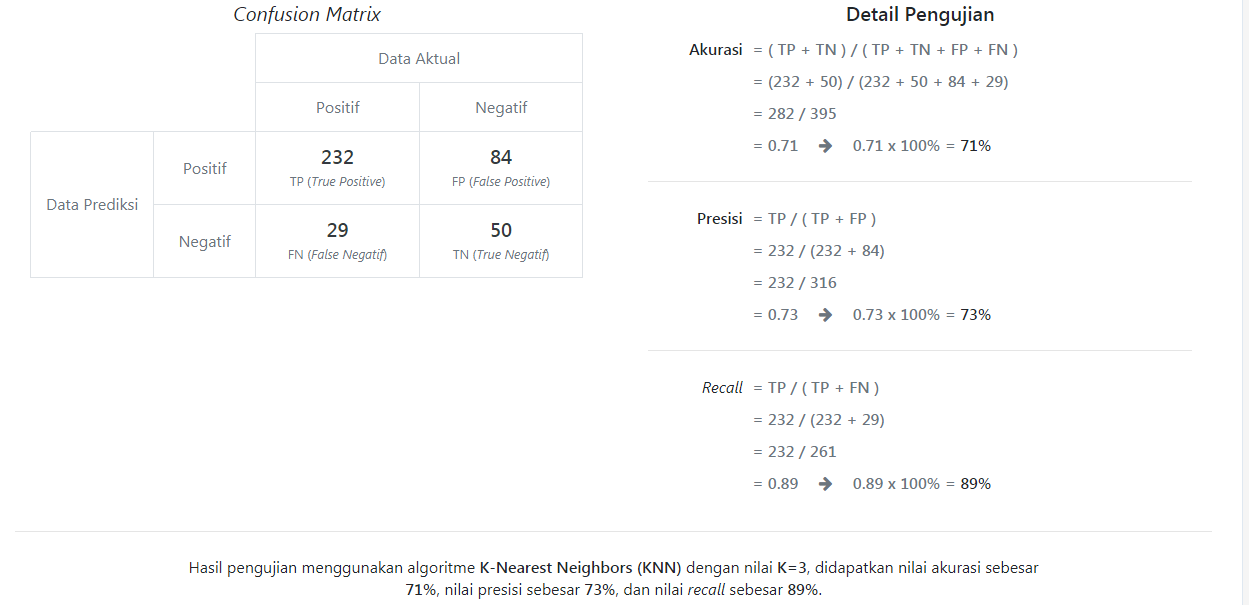 Confusion Matrix
Data Aktual
Positif Negatif
Data Prediksi
Positif
232
TP (True Positive)
84
FP (False Positive)
Negatif
29
FN (False Negatif)
50
TN (True Negatif)
Detail Pengujian
Akurasi = ( TP + TN ) / ( TP + TN + FP + FN )
= (232 + 50) / (232 + 50 + 84 + 29)
= 282 / 395
= 0.71 ➔ 0.71 x 100% = 71%
Presisi = TP / ( TP + FP )
= 232 / (232 + 84)
= 232 / 316
= 0.73 ➔ 0.73 x 100% = 73%
Recall = TP / ( TP + FN )
= 232 / (232 + 29)
= 232 / 261
= 0.89 ➔ 0.89 x 100% = 89%
Hasil pengujian menggunakan algoritme K-Nearest Neighbors (KNN) dengan nilai K=3, didapatkan nilai akurasi sebesar
71%, nilai presisi sebesar 73%, dan nilai recall sebesar 89%.